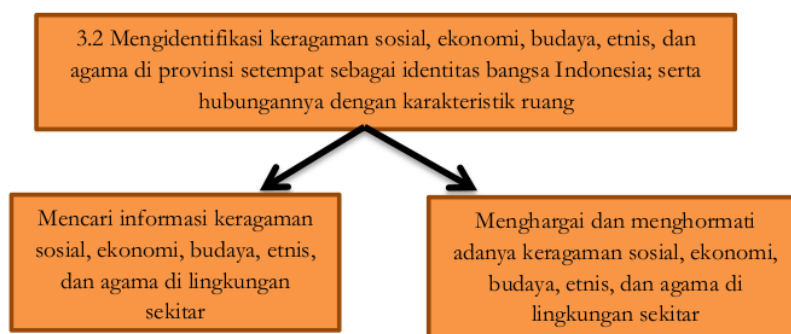 3.2 Mengidentifikasi keragaman sosial, ekonomi, budaya, etnis, dan
agama di provinsi setempat sebagai identitas bangsa Indonesia; serta
hubungannya dengan karakteristik ruang
Mencari informasi keragaman
sosial, ekonomi, budaya, etnis,
dan agama di lingkungan
sekitar
Menghargai dan menghormati
adanya keragaman sosial, ekonomi,
budaya, etnis, dan agama di
lingkungan sekitar